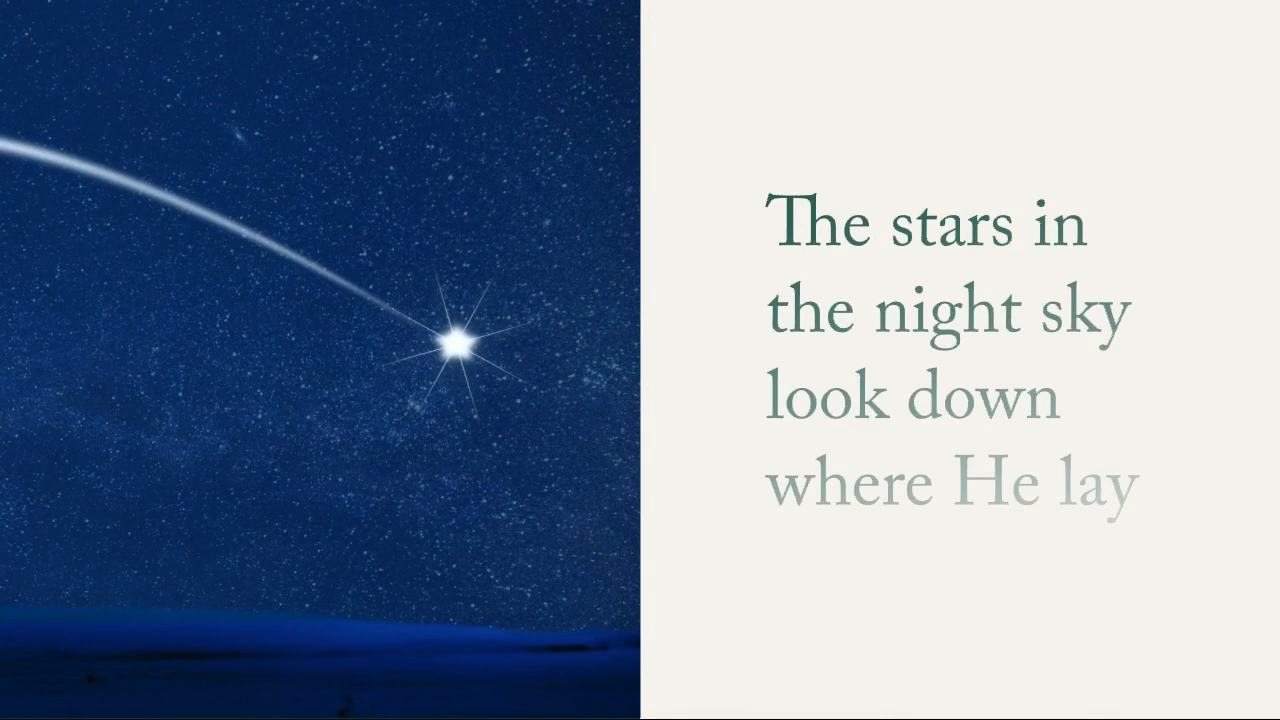 The stars in
the night sky
look down
where He lay